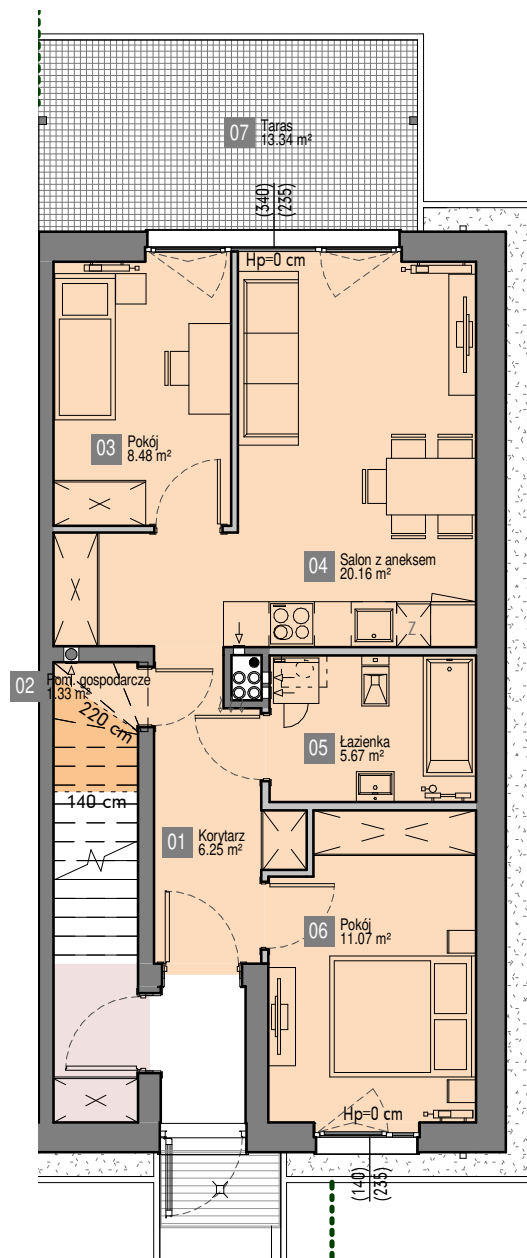 07 Taras
13.34 m²
(340)
(235)
Hp=0 cm
03 Pokój
8.48 m²
04 Salon z aneksem
20.16 m²
Z
02 Pom. gospodarcze
1.33 m²
220 cm
05 Łazienka
5.67 m²
140 cm
01 Korytarz
6.25 m²
06 Pokój
11.07 m²
Hp=0 cm
(140)
(235)